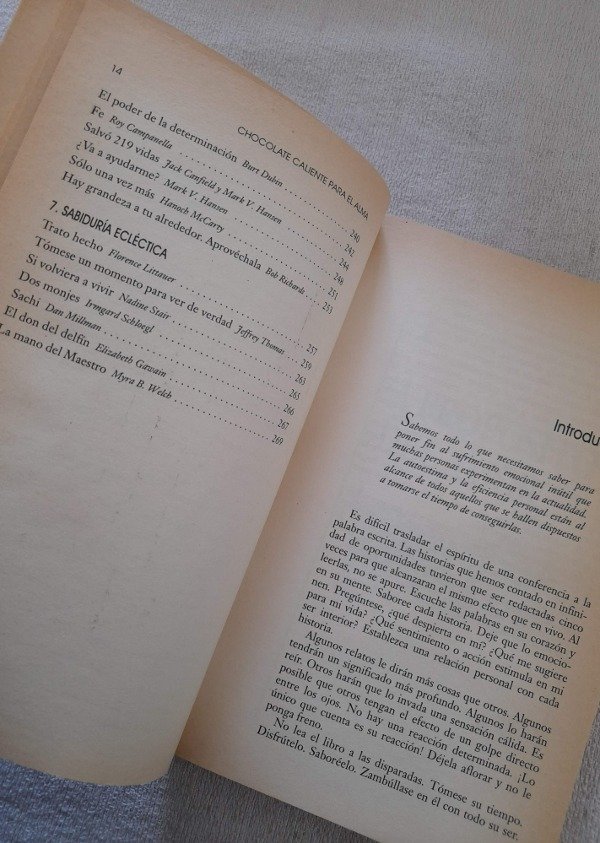 14
CHOCOLATE CALIENTE PARA EL ALMA
El poder de la determinación Burt Dubin 240
Fe Roy Campanella 242
Salvó 219 vidas Jack Canfield y Mark V. Hansen 244
¿Va a ayudarme? Mark V. Hansen 248
Sólo una vez más Hanoch McCarty 251
Hay grandeza a tu alrededor. Aprovéchala Bob Richards 253
7. SABIDURÍA ECLÉCTICA
Trato hecho Florence Littauer 257
Tómese un momento para ver de verdad Jeffrey Thomas 259
Si volviera a vivir Nadine Stair 263
Dos monjes Irmgard Schloegl 265
Sachi Dan Millman 266
El don del delfín Elizabeth Gawain 267
La mano del Maestro Myra B. Welch 269
Introdu
Sabemos todo lo que necesitamos saber para
poner fin al sufrimiento emocional inútil que
muchas personas experimentan en la actualidad.
La autoestima y la eficiencia personal están al
alcance de todos aquellos que se hallen dispuestos
a tomarse el tiempo de conseguirlas.
Es difícil trasladar el espíritu de una conferencia a la
palabra escrita. Las historias que hemos contado en infini-
dad de oportunidades tuvieron que ser redactadas cinco
veces para que alcanzaran el mismo efecto que en vivo. Al
leerlas, no se apure. Escuche las palabras en su corazón y
en su mente. Saboree cada historia. Deje que lo emocio-
nen. Pregúntese, ¿qué despierta en mí? ¿Qué me sugiere
para mi vida? ¿Qué sentimiento o acción estimula en mi
ser interior? Establezca una relación personal con cada
historia.
Algunos relatos le dirán más cosas que otros. Algunos
tendrán un significado más profundo. Algunos lo harán
reír. Otros harán que lo invada una sensación cálida. Es
posible que otros tengan el efecto de un golpe directo
entre los ojos. No hay una reacción determinada. ¡Lo
único que cuenta es su reacción! Déjela aflorar y no le
ponga freno.
No lea el libro a las disparadas. Tómese su tiempo.
Disfrútelo. Saboréelo. Zambúllase en él con todo su ser.